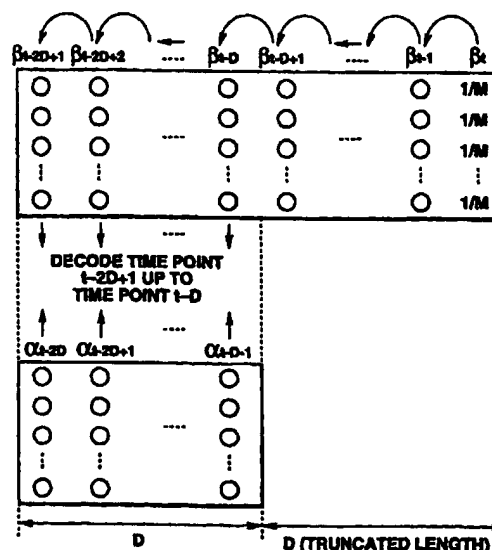 βt-2D+1 βt-2D+2 ---- βt-D βt-D+1 ---- βt-1 βt
1/M
1/M
---- ---- 1/M
1/M
----
DECODE TIME POINT
t-2D+1 UP TO
TIME POINT t-D
----
αt-2D αt-2D+1 αt-D-1
----
D D (TRUNCATED LENGTH)